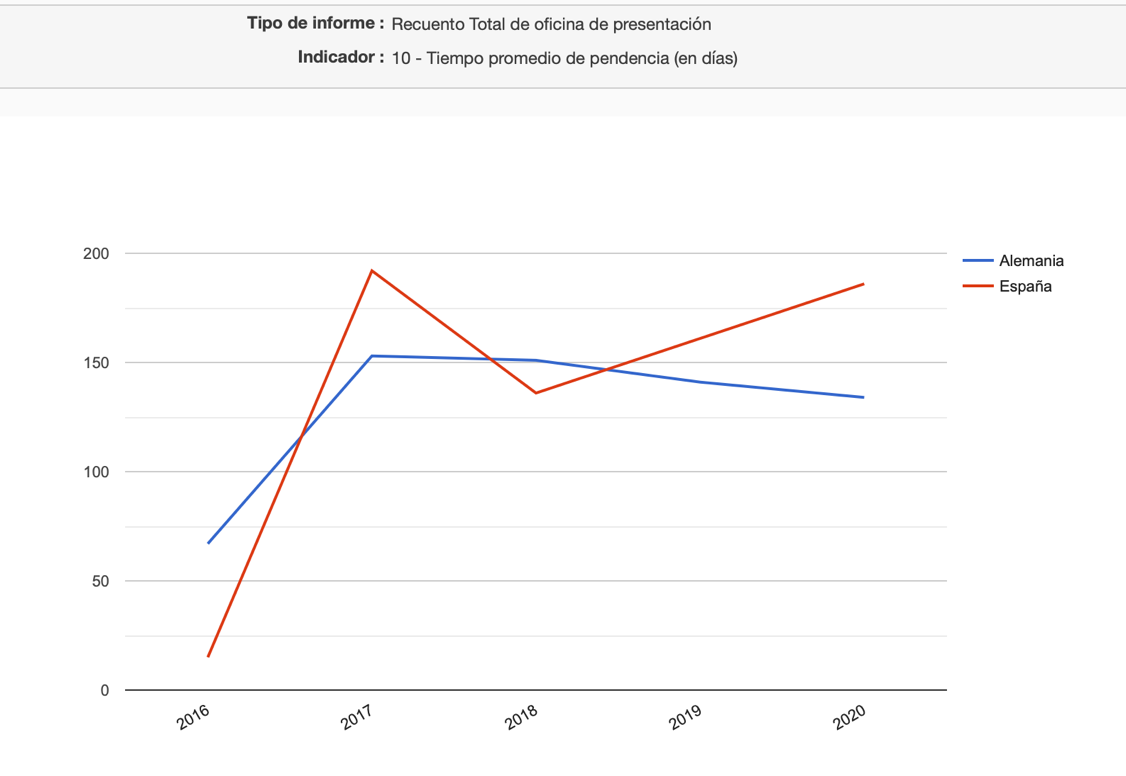 Tipo de informe : Recuento Total de oficina de presentación
Indicador : 10 - Tiempo promedio de pendencia (en días)
200
150
100
50
0
2016
2017
2018
2019
2020
Alemania
España